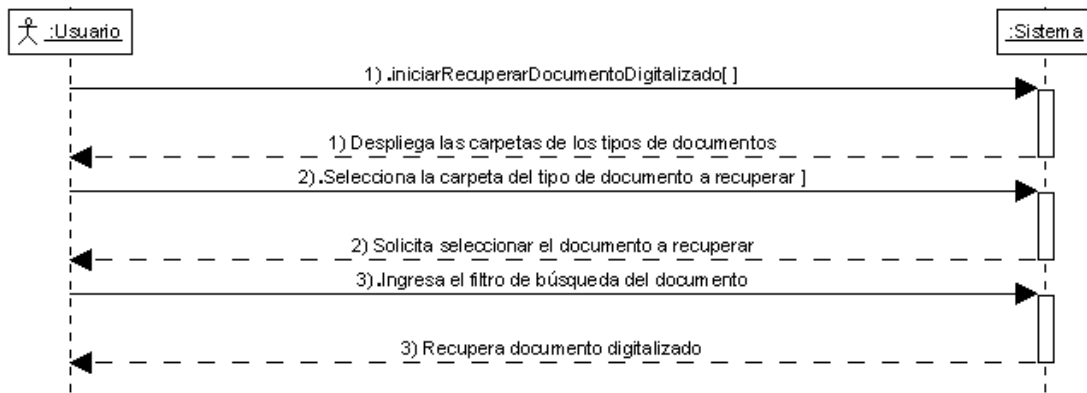 :Usuario
:Sistema
1) .iniciarRecuperarDocumentoDigitalizado[ ]
1) Despliega las carpetas de los tipos de documentos
2) .Selecciona la carpeta del tipo de documento a recuperar ]
2) Solicita seleccionar el documento a recuperar
3) .Ingresa el filtro de búsqueda del documento
3) Recupera documento digitalizado